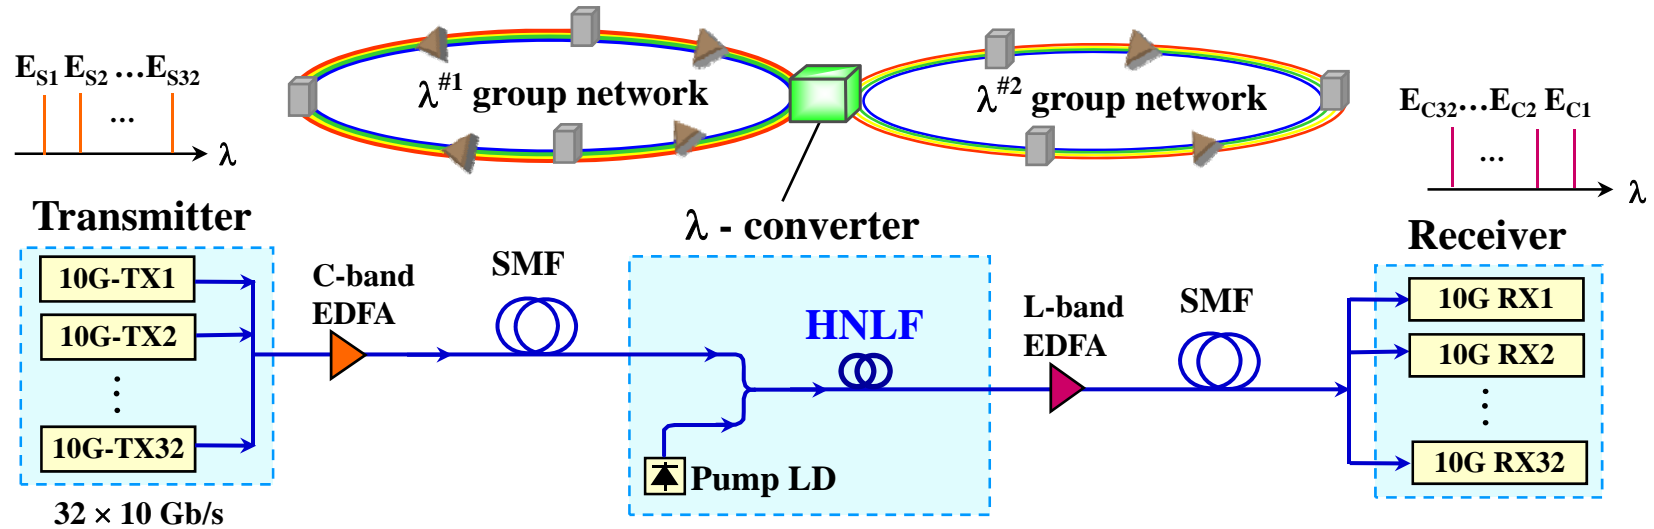 E_S1 E_S2 ...E_S32
...
λ
λ^#1 group network
λ^#2 group network
E_C32...E_C2 E_C1
...
λ
λ - converter
Transmitter
10G-TX1
10G-TX2
⋮
10G-TX32
32 × 10 Gb/s
C-band
EDFA
SMF
HNLF
Pump LD
L-band
EDFA
SMF
Receiver
10G RX1
10G RX2
⋮
10G RX32